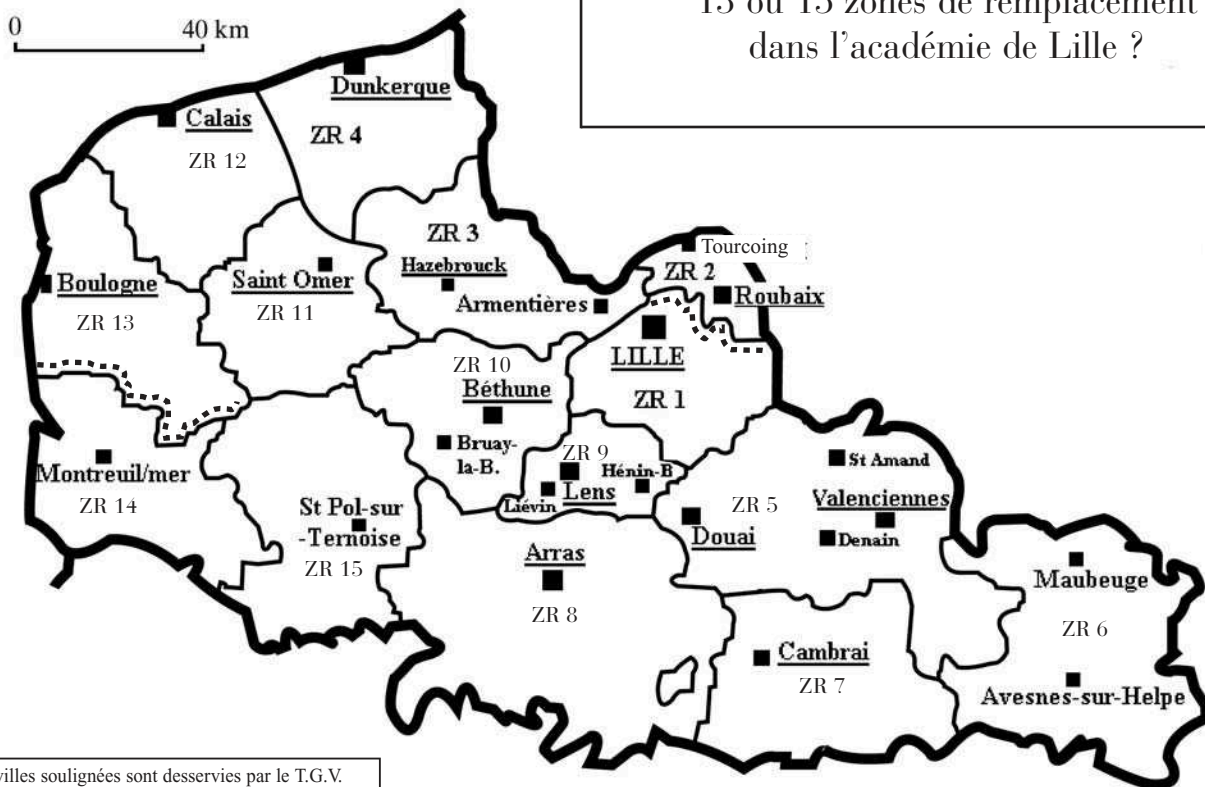 13 ou 15 zones de remplacement
dans l’académie de Lille ?
0 40 km
Dunkerque
Calais
ZR 4
ZR 12
ZR 3
Tourcoing
ZR 2
Hazebrouck
Saint Omer
Boulogne
Roubaix
Armentières
ZR 11
ZR 13
LILLE
ZR 10
Béthune
ZR 1
Bruay-
la-B.
ZR 9
Hénin-B
St Amand
Montreuil/mer
Liévin
Lens
ZR 5
Valenciennes
ZR 14
St Pol-sur
-Ternoise
Douai
Denain
Arras
ZR 15
Maubeuge
ZR 8
ZR 6
Cambrai
ZR 7
Avesnes-sur-Helpe
villes soulignées sont desservies par le T.G.V.